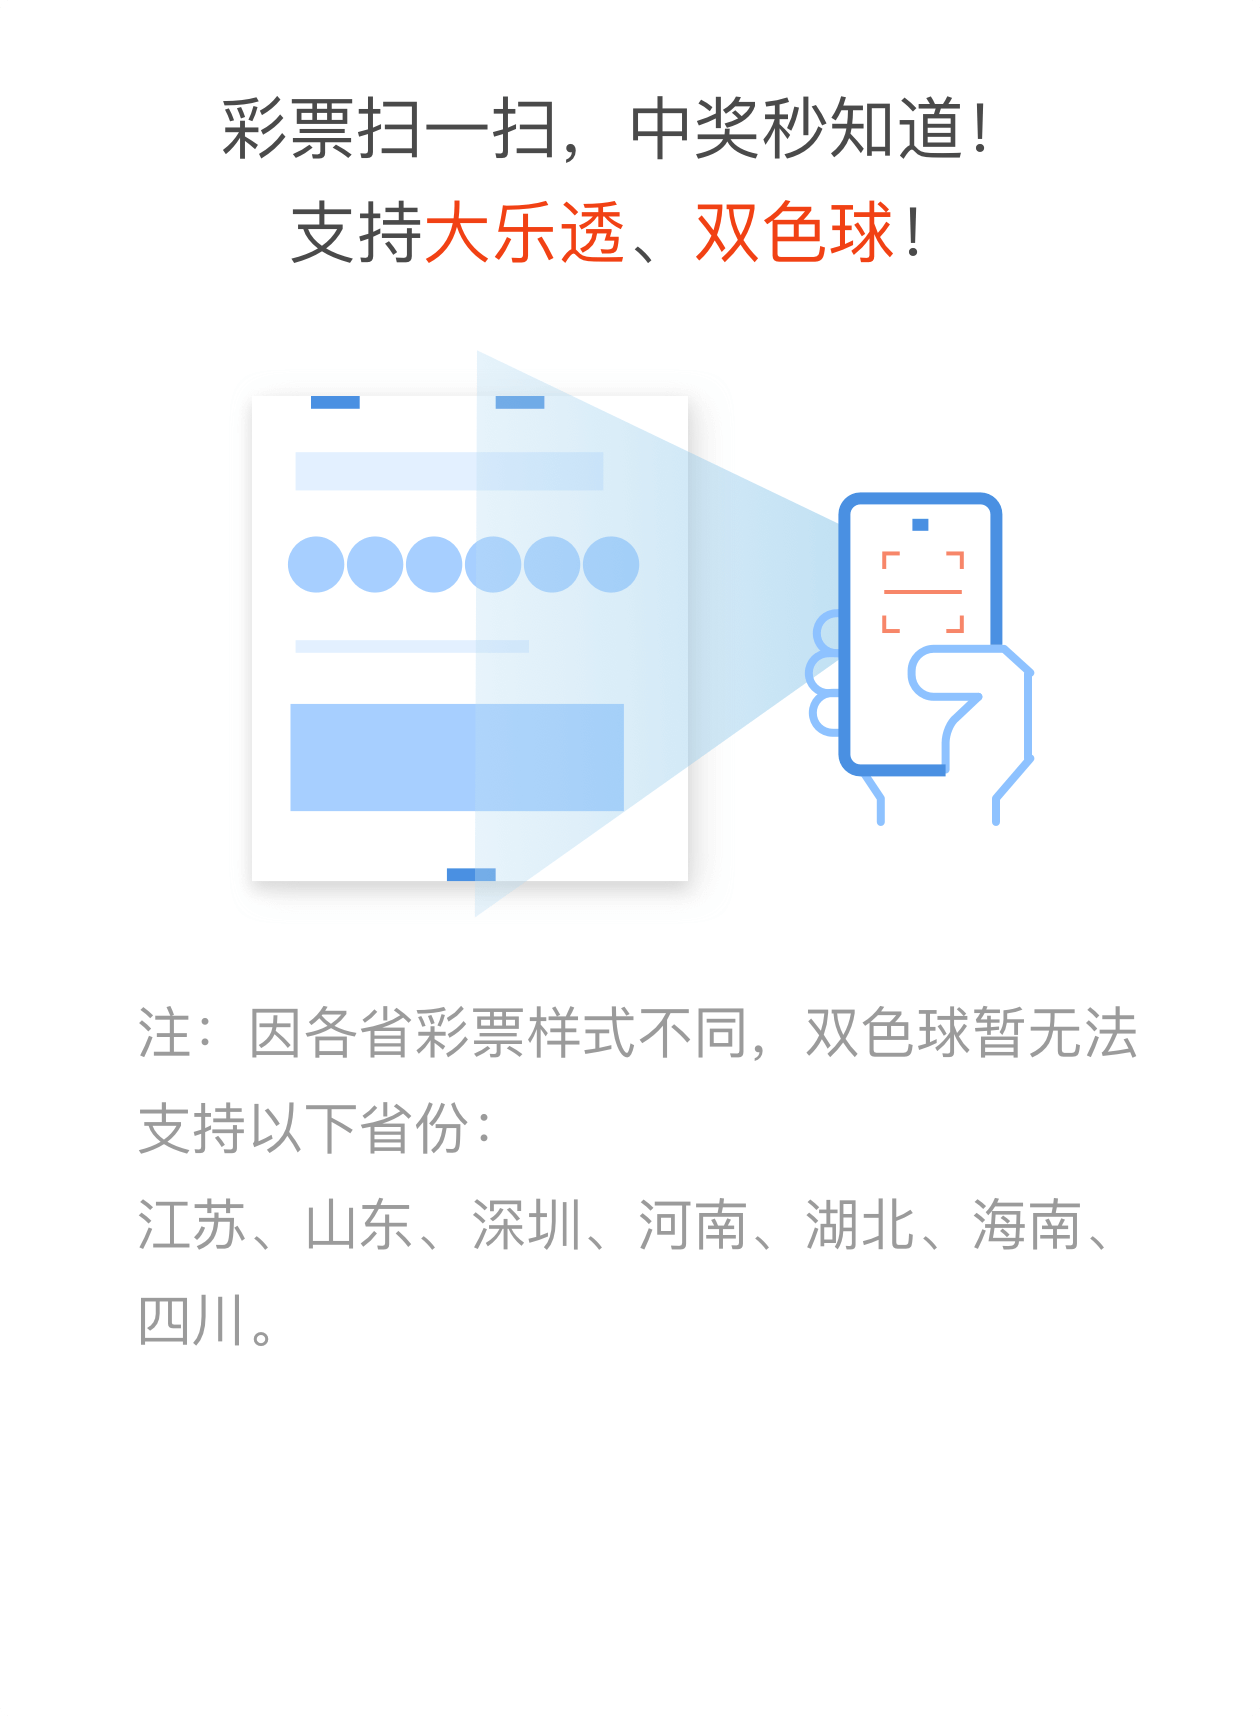 彩票扫一扫，中奖秒知道！
支持大乐透、双色球！
注：因各省彩票样式不同，双色球暂无法
支持以下省份：
江苏、山东、深圳、河南、湖北、海南、
四川。